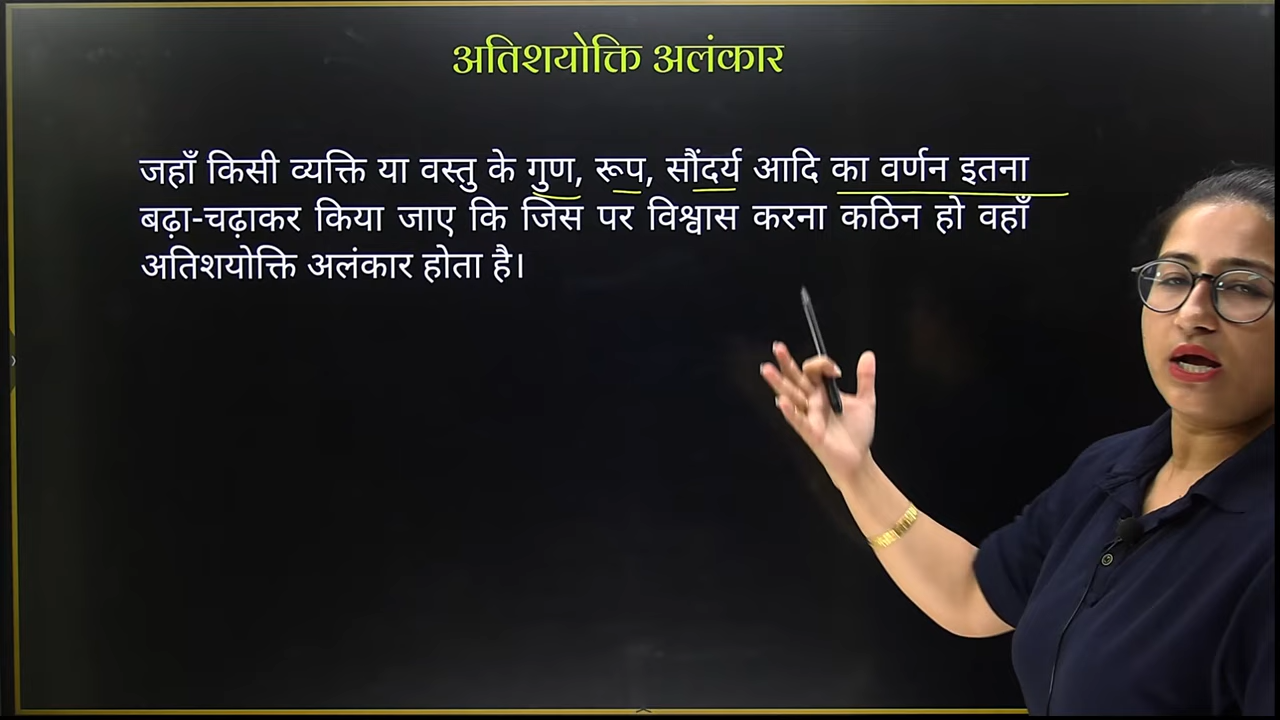 अतिशयोक्ति अलंकार
जहाँ किसी व्यक्ति या वस्तु के गुण, रूप, सौंदर्य आदि का वर्णन इतना
बढ़ा-चढ़ाकर किया जाए कि जिस पर विश्वास करना कठिन हो वहाँ
अतिशयोक्ति अलंकार होता है।